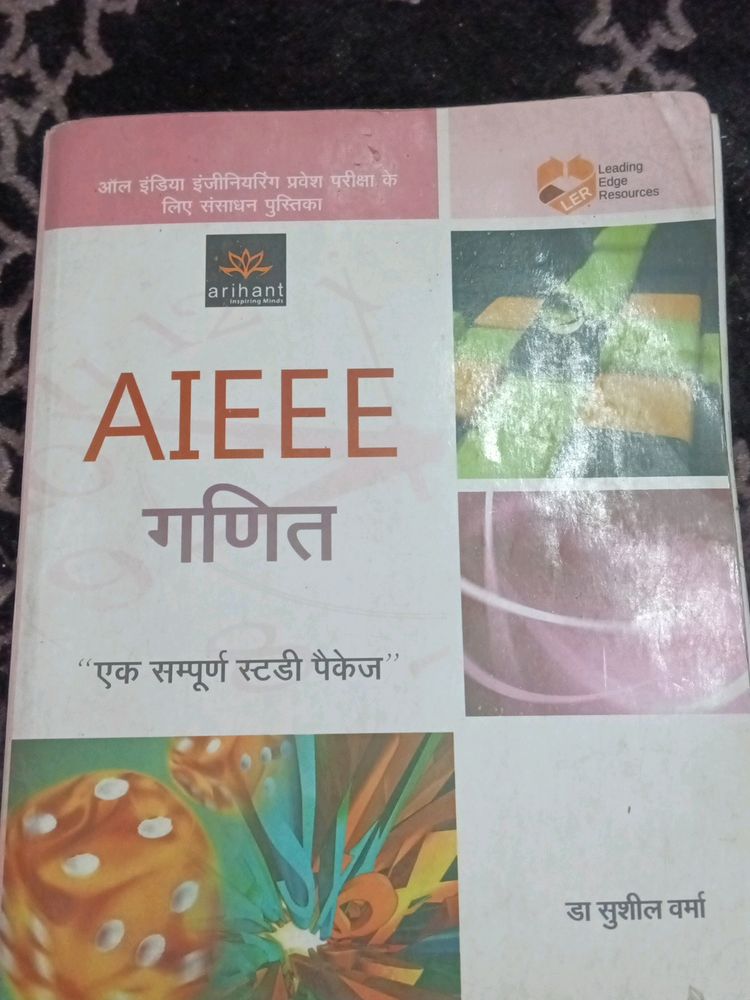 ऑल इंडिया इंजीनियरिंग प्रवेश परीक्षा के
लिए संसाधन पुस्तिका
LER
Leading
Edge
Resources
arihant
Inspiring Minds
AIEEE
गणित
“एक सम्पूर्ण स्टडी पैकेज”
डा सुशील वर्मा